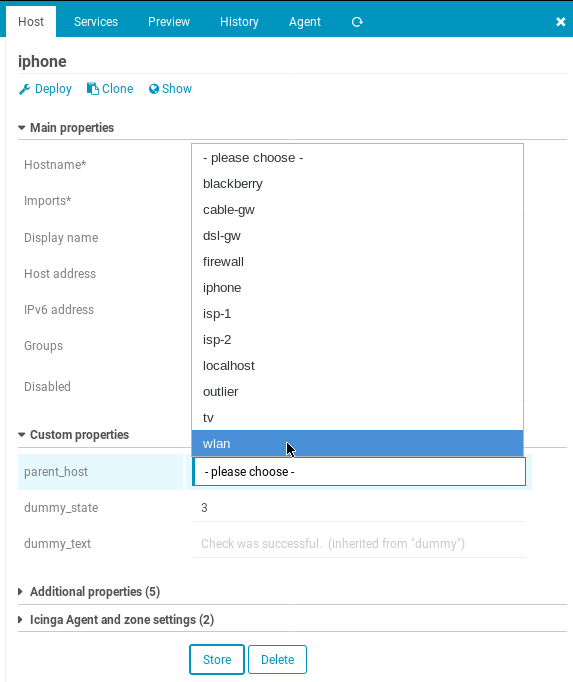 Host Services Preview History Agent
iphone
Deploy Clone Show
Main properties
Hostname*
Imports*
Display name
Host address
IPv6 address
Groups
Disabled
- please choose -
blackberry
cable-gw
dsl-gw
firewall
iphone
isp-1
isp-2
localhost
outlier
tv
wlan
Custom properties
parent_host - please choose -
dummy_state 3
dummy_text Check was successful. (inherited from "dummy")
Additional properties (5)
Icinga Agent and zone settings (2)
Store Delete